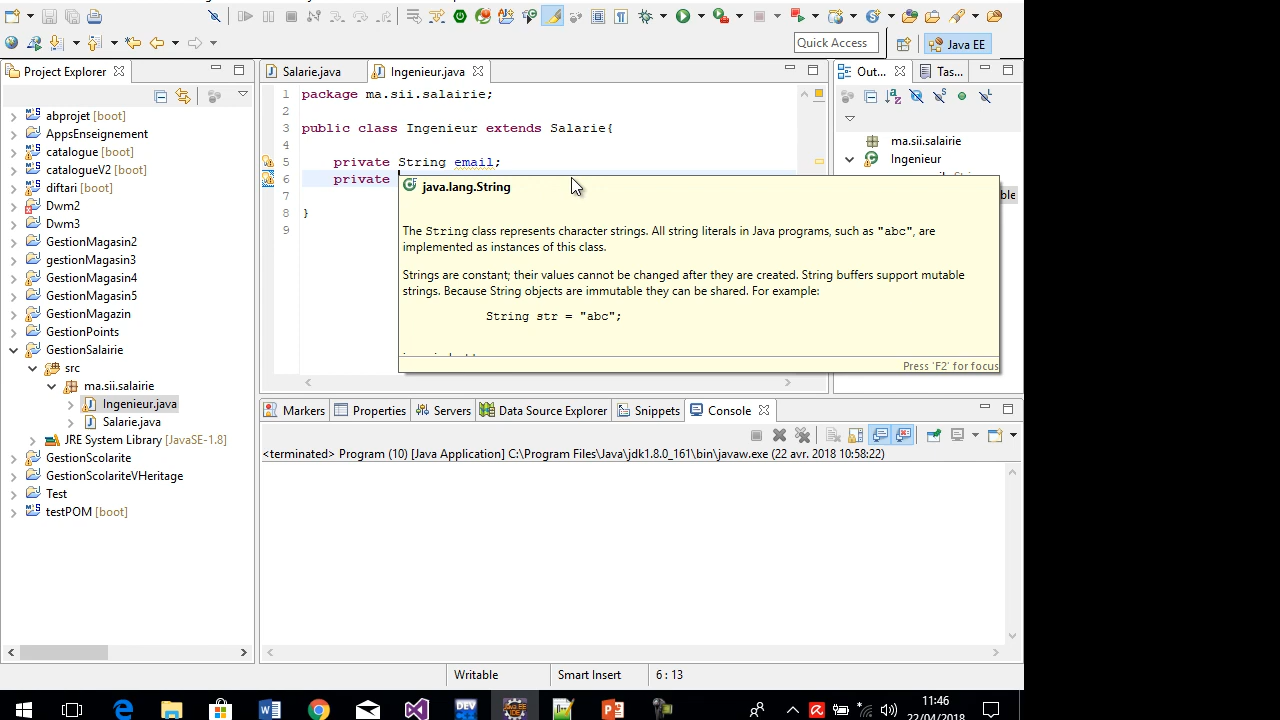 Quick Access
Java EE
Project Explorer
Salarie.java
Ingenieur.java
Out...
Tas...
abprojet [boot]
AppsEnseignement
catalogue [boot]
catalogueV2 [boot]
diftari [boot]
Dwm2
Dwm3
GestionMagasin2
gestionMagasin3
GestionMagasin4
GestionMagasin5
GestionMagazin
GestionPoints
GestionSalairie
src
ma.sii.salairie
Ingenieur.java
Salarie.java
JRE System Library [JavaSE-1.8]
GestionScolarite
GestionScolariteVHeritage
Test
testPOM [boot]
1 package ma.sii.salairie;
2
3 public class Ingenieur extends Salarie{
4
5 private String email;
6 private
7
8 }
9
java.lang.String
The String class represents character strings. All string literals in Java programs, such as "abc", are
implemented as instances of this class.
Strings are constant; their values cannot be changed after they are created. String buffers support mutable
strings. Because String objects are immutable they can be shared. For example:
String str = "abc";
Press 'F2' for focus
ma.sii.salairie
Ingenieur
Markers
Properties
Servers
Data Source Explorer
Snippets
Console
<terminated> Program (10) [Java Application] C:\Program Files\Java\jdk1.8.0_161\bin\javaw.exe (22 avr. 2018 10:58:22)
Writable
Smart Insert
6 : 13
11:46
22/04/2018